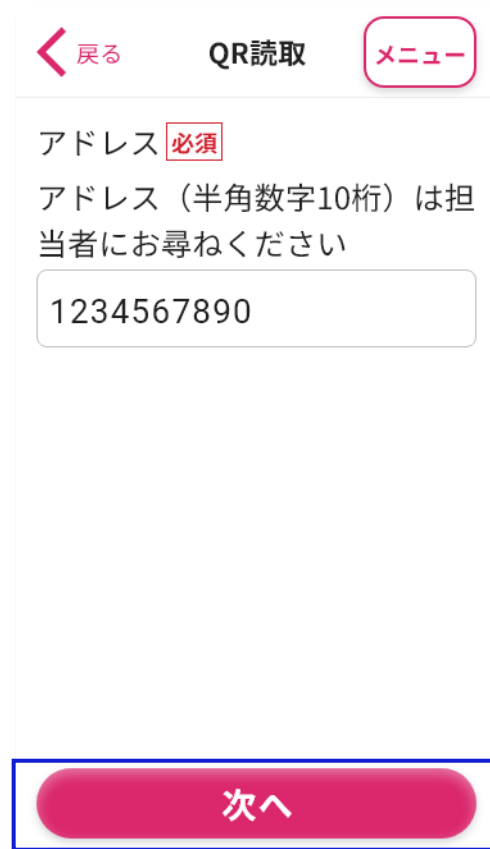 戻る QR読取 メニュー
アドレス 必須
アドレス（半角数字10桁）は担
当者にお尋ねください
1234567890
次へ